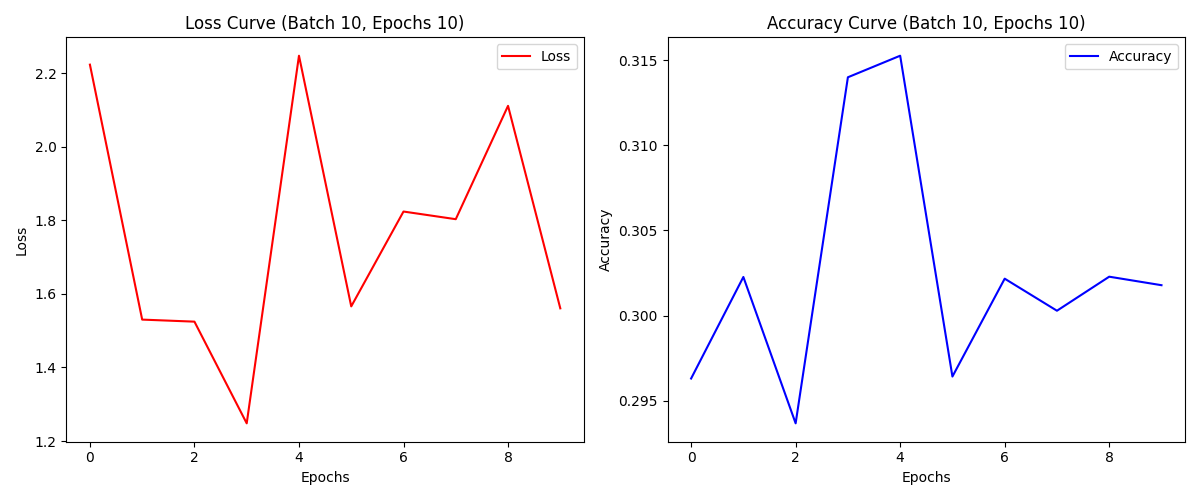 Loss Curve (Batch 10, Epochs 10)
Loss
2.2
2.0
1.8
1.6
1.4
1.2
Loss
0 2 4 6 8
Epochs
Accuracy Curve (Batch 10, Epochs 10)
Accuracy
0.315
0.310
0.305
0.300
0.295
Accuracy
0 2 4 6 8
Epochs